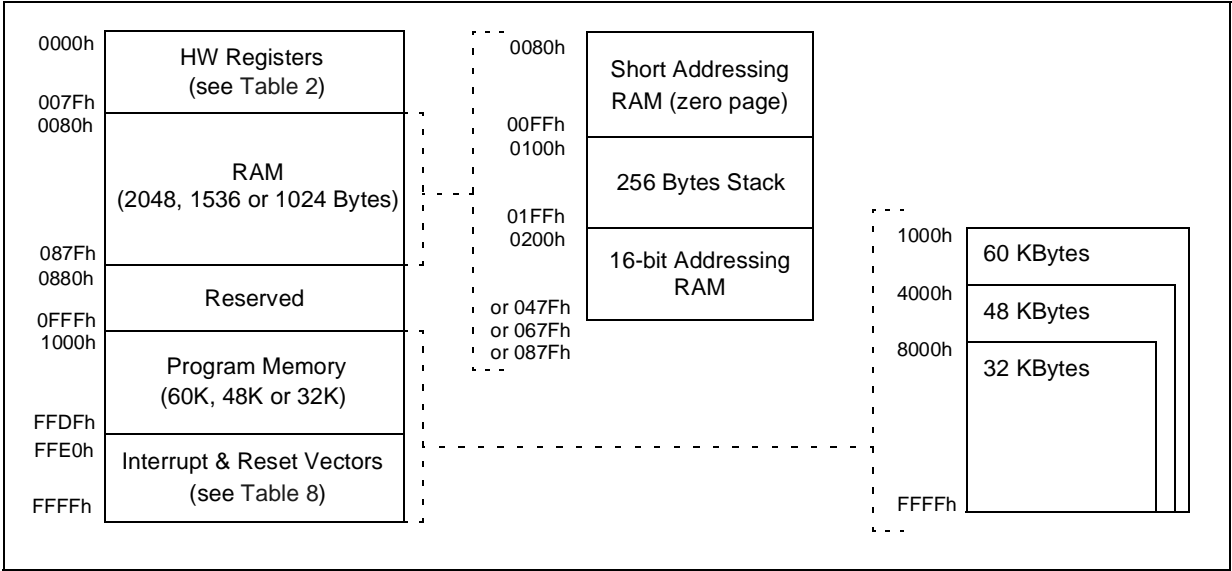 0000h
HW Registers
(see Table 2)
007Fh
0080h
RAM
(2048, 1536 or 1024 Bytes)
087Fh
0880h
Reserved
0FFFh
1000h
Program Memory
(60K, 48K or 32K)
FFDFh
FFE0h
Interrupt & Reset Vectors
(see Table 8)
FFFFh
0080h
Short Addressing
RAM (zero page)
00FFh
0100h
256 Bytes Stack
01FFh
0200h
16-bit Addressing
RAM
or 047Fh
or 067Fh
or 087Fh
1000h
60 KBytes
4000h
48 KBytes
8000h
32 KBytes
FFFFh